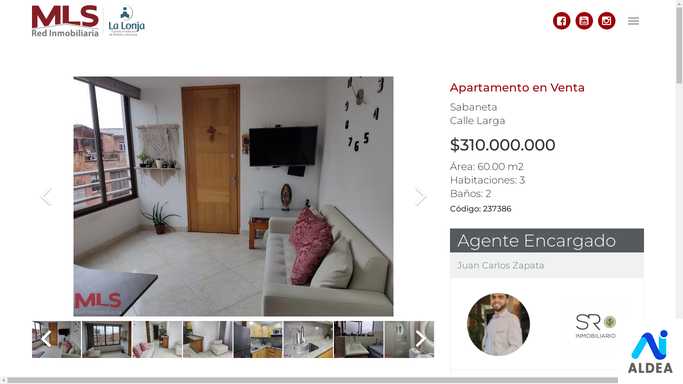 MLS
Red Inmobiliaria
La Lonja
Apartamento en Venta
Sabaneta
Calle Larga
$310.000.000
Área: 60.00 m2
Habitaciones: 3
Baños: 2
Código: 237386
Agente Encargado
Juan Carlos Zapata
SR
INMOBILIARIO
MLS
ALDEA